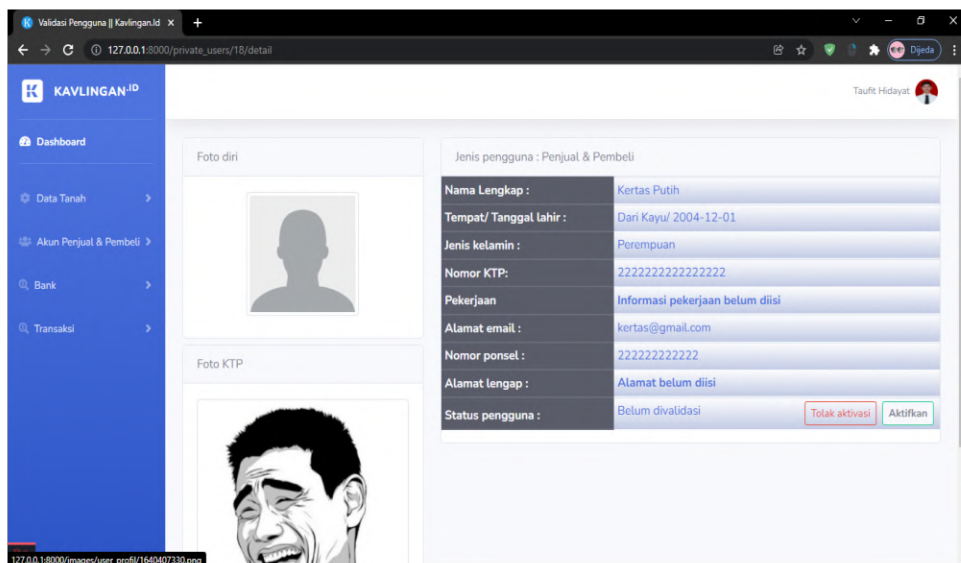 Validasi Pengguna || Kavlingan.Id
127.0.0.1:8000/private_users/18/detail
Dijeda
KAVLINGAN.ID
Taufit Hidayat
Dashboard
Data Tanah
Akun Penjual & Pembeli
Bank
Transaksi
Foto diri
Foto KTP
Jenis pengguna : Penjual & Pembeli
Nama Lengkap : Kertas Putih
Tempat/ Tanggal lahir : Dari Kayu/ 2004-12-01
Jenis kelamin : Perempuan
Nomor KTP: 2222222222222222
Pekerjaan Informasi pekerjaan belum diisi
Alamat email : kertas@gmail.com
Nomor ponsel : 222222222222
Alamat lengap : Alamat belum diisi
Status pengguna : Belum divalidasi Tolak aktivasi Aktifkan
127.0.0.1:8000/images/user_profil/1640407330.png